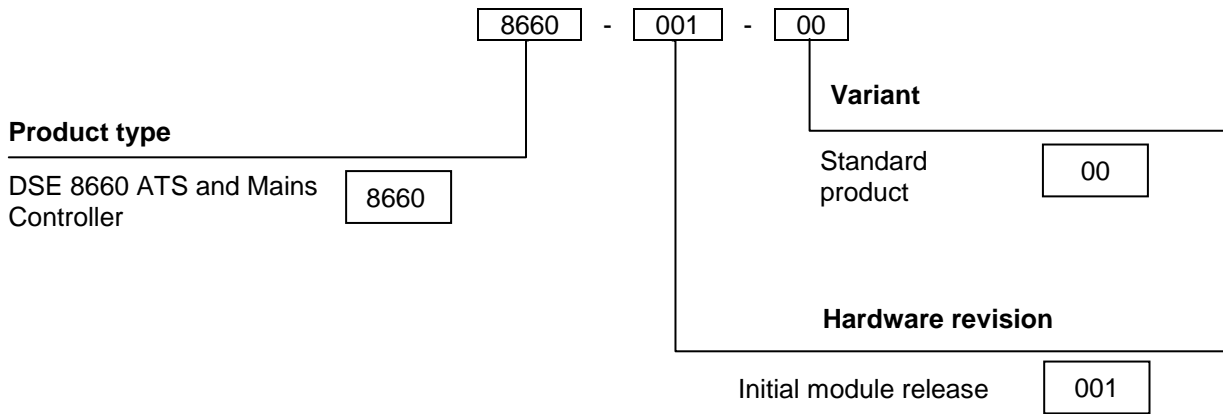 8660 - 001 - 00
Variant
Product type
Standard
product
00
DSE 8660 ATS and Mains
Controller
8660
Hardware revision
Initial module release
001